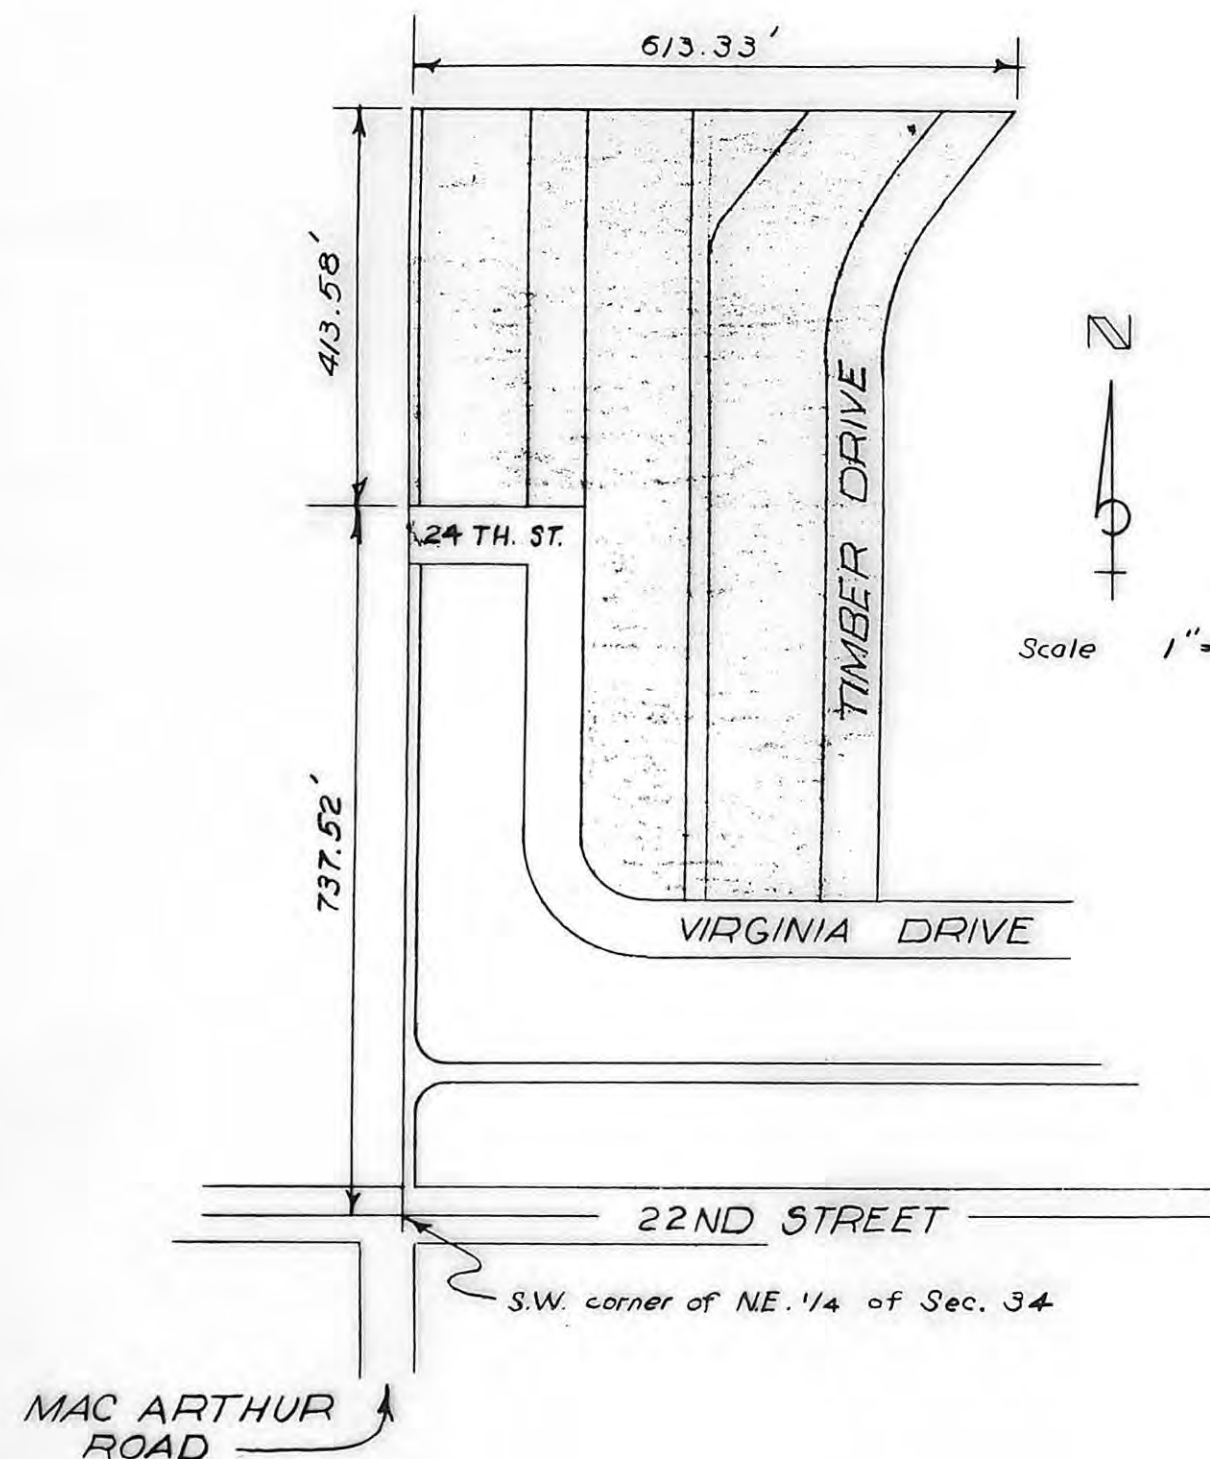 613.33'
413.58'
N
24 TH. ST.
TIMBER DRIVE
Scale 1"=
737.52'
VIRGINIA DRIVE
22ND STREET
S.W. corner of N.E. 1/4 of Sec. 34
MAC ARTHUR
ROAD